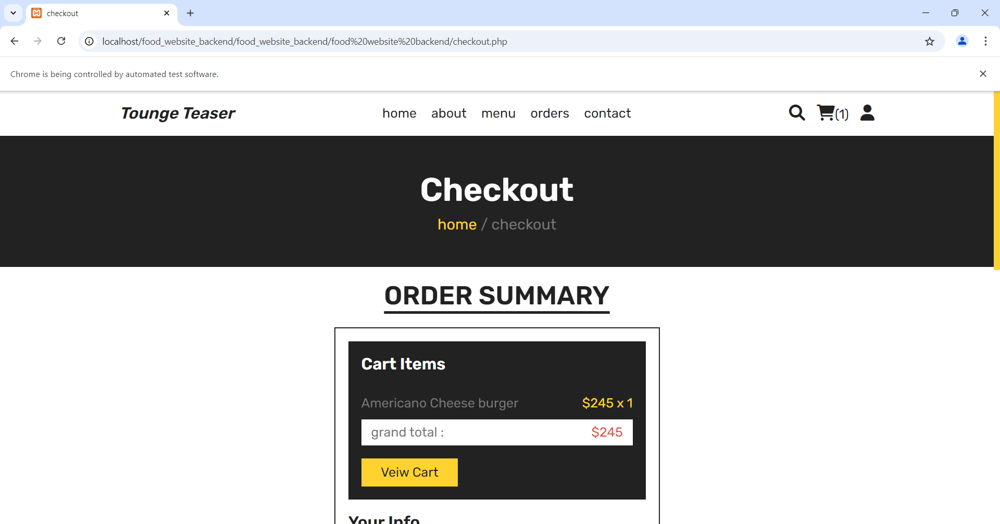 checkout
localhost/food_website_backend/food_website_backend/food%20website%20backend/checkout.php
Chrome is being controlled by automated test software.
Tounge Teaser
home about menu orders contact
(1)
Checkout
home / checkout
ORDER SUMMARY
Cart Items
Americano Cheese burger $245 x 1
grand total : $245
Veiw Cart
Your Info